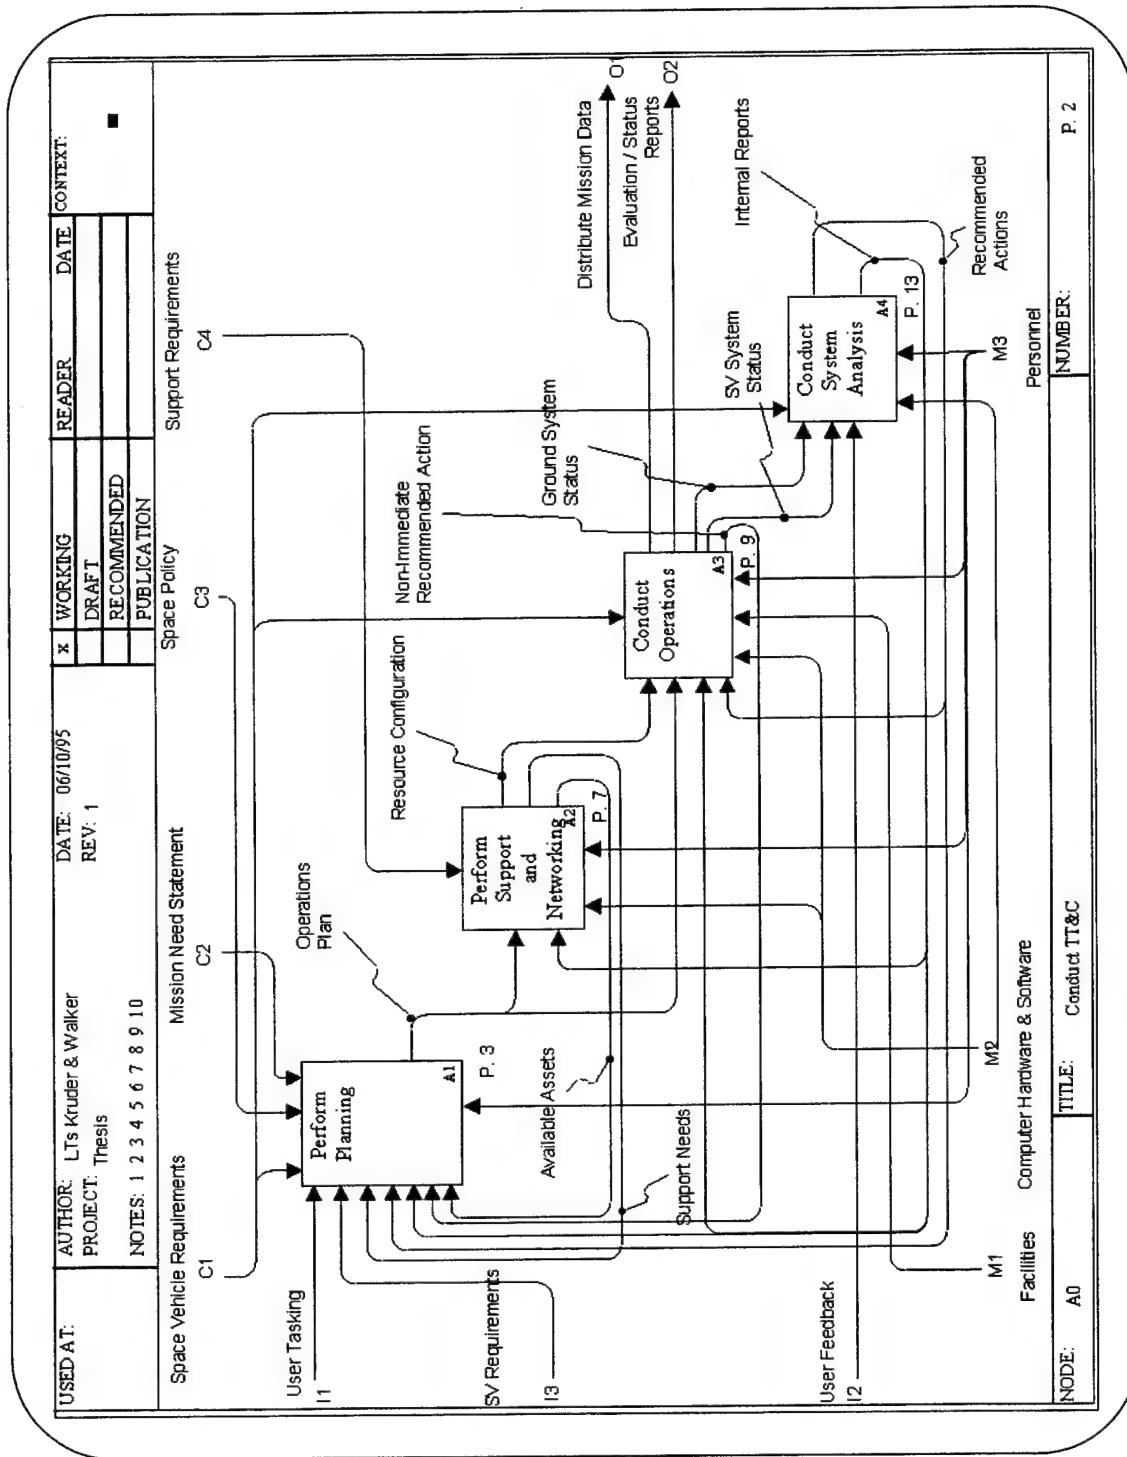 USED AT:
AUTHOR: LTs Kruder & Walker
DATE: 06/10/95
PROJECT: Thesis
REV: 1
NOTES: 1 2 3 4 5 6 7 8 9 10
x
WORKING
DRAFT
RECOMMENDED
PUBLICATION
READER
DATE
CONTEXT:
Space Vehicle Requirements
Mission Need Statement
Space Policy
Support Requirements
C1
C2
C3
C4
User Tasking
I1
SV Requirements
I3
User Feedback
I2
Perform
Planning
A1
P. 3
Operations
Plan
Perform
Support
and
Networking
A2
P. 7
Resource Configuration
Available Assets
Support Needs
Conduct
Operations
A3
P. 9
Non-Immediate
Recommended Action
Ground System
Status
SV System
Status
Conduct
System
Analysis
A4
P. 13
Distribute Mission Data
O1
Evaluation / Status
Reports
O2
Internal Reports
Recommended
Actions
M1
Facilities
M2
Computer Hardware & Software
M3
Personnel
NODE:
A0
TITLE:
Conduct TT&C
NUMBER:
P. 2